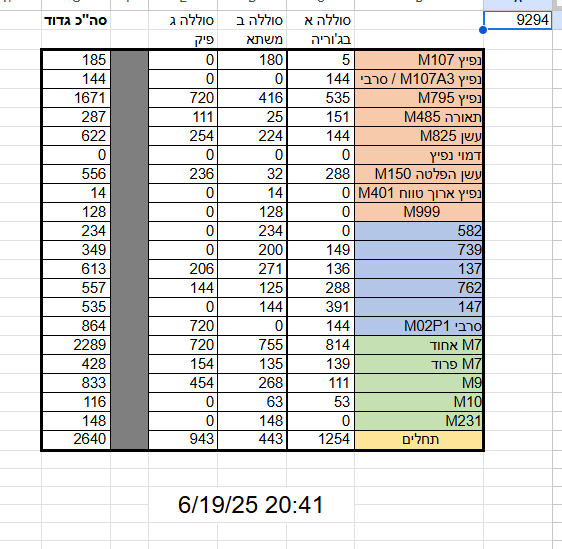 9294 סוללה א סוללה ב סוללה ג סה"כ גדוד
בג'וריה משתא פיק
נפיץ M107 5 180 0 185
נפיץ M107A3 / סרבי 144 0 0 144
נפיץ M795 535 416 720 1671
תאורה M485 151 25 111 287
עשן M825 144 224 254 622
דמוי נפיץ 0 0 0 0
עשן הפלטה M150 288 32 236 556
נפיץ ארוך טווח M401 0 14 0 14
M999 0 128 0 128
582 0 234 0 234
739 149 200 0 349
137 136 271 206 613
762 288 125 144 557
147 391 144 0 535
סרבי M02P1 144 0 720 864
M7 אחוד 814 755 720 2289
M7 פרוד 139 135 154 428
M9 111 268 454 833
M10 53 63 0 116
M231 0 148 0 148
תחלים 1254 443 943 2640
6/19/25 20:41